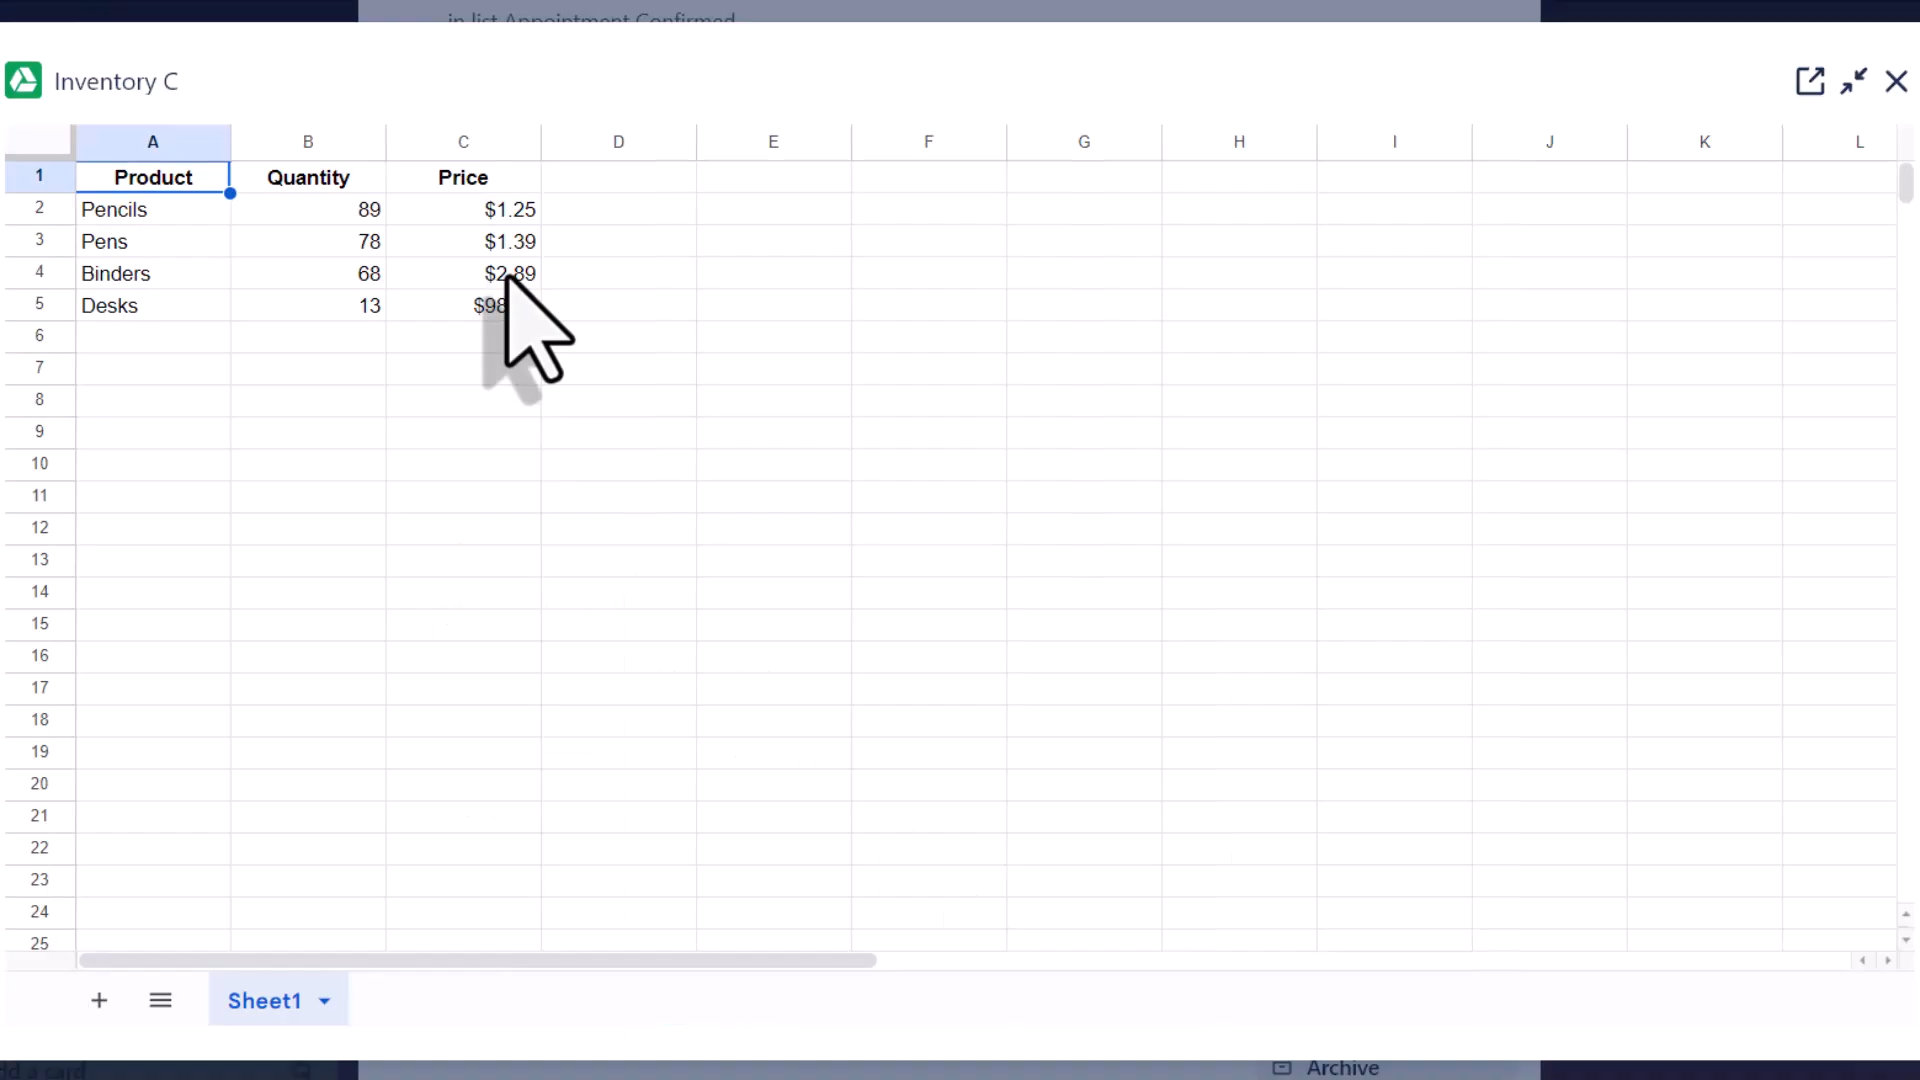 in list Appointment Confirmed
Inventory C
A B C D E F G H I J K L
1 Product Quantity Price
2 Pencils 89 $1.25
3 Pens 78 $1.39
4 Binders 68 $2.89
5 Desks 13
6
7
8
9
10
11
12
13
14
15
16
17
18
19
20
21
22
23
24
25
Sheet1
Archive